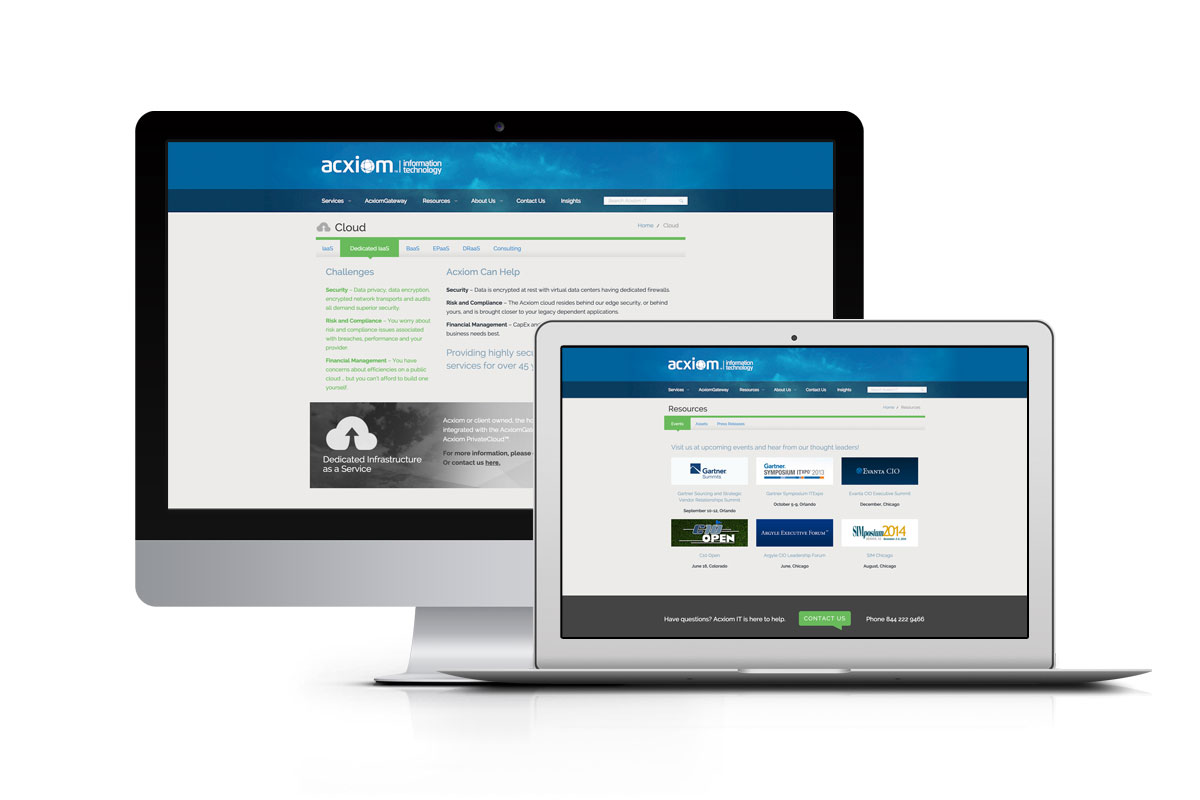 acxiom | information technology
Services AcxiomGateway Resources About Us Contact Us Insights Search Acxiom IT
Cloud
Home / Cloud
IaaS Dedicated IaaS BaaS EPaaS DRaaS Consulting
Challenges
Security – Data privacy, data encryption,
encrypted network transports and audits
all demand superior security.
Risk and Compliance – You worry about
risk and compliance issues associated
with breaches, performance and your
provider.
Financial Management – You have
concerns about efficiencies on a public
cloud ...but you can't afford to build one
yourself.
Acxiom Can Help
Security – Data is encrypted at rest with virtual data centers having dedicated firewalls.
Risk and Compliance – The Acxiom cloud resides behind our edge security, or behind
yours, and is brought closer to your legacy dependent applications.
Financial Management – CapEx and
business needs best.
Providing highly secu
services for over 45 y
Dedicated Infrastructure
as a Service
Acxiom or client owned, the ho
integrated with the AcxiomGat
Acxiom PrivateCloud™.
For more information, please
Or contact us here.
acxiom | information technology
Services AcxiomGateway Resources About Us Contact Us Insights Search Acxiom IT
Resources
Home / Resources
Events Assets Press Releases
Visit us at upcoming events and hear from our thought leaders!
Gartner
Summits
Gartner Sourcing and Strategic
Vendor Relationships Summit
September 10-12, Orlando
Gartner
SYMPOSIUM ITXPO 2013
Gartner Symposium ITExpo
October 5-9, Orlando
EVANTA CIO
Evanta CIO Executive Summit
December, Chicago
CIO
OPEN
C10 Open
June 16, Colorado
ARGYLE EXECUTIVE FORUM
Argyle CIO Leadership Forum
June, Chicago
SIMposium2014
SIM Chicago
August, Chicago
Have questions? Acxiom IT is here to help. CONTACT US Phone 844 222 9466